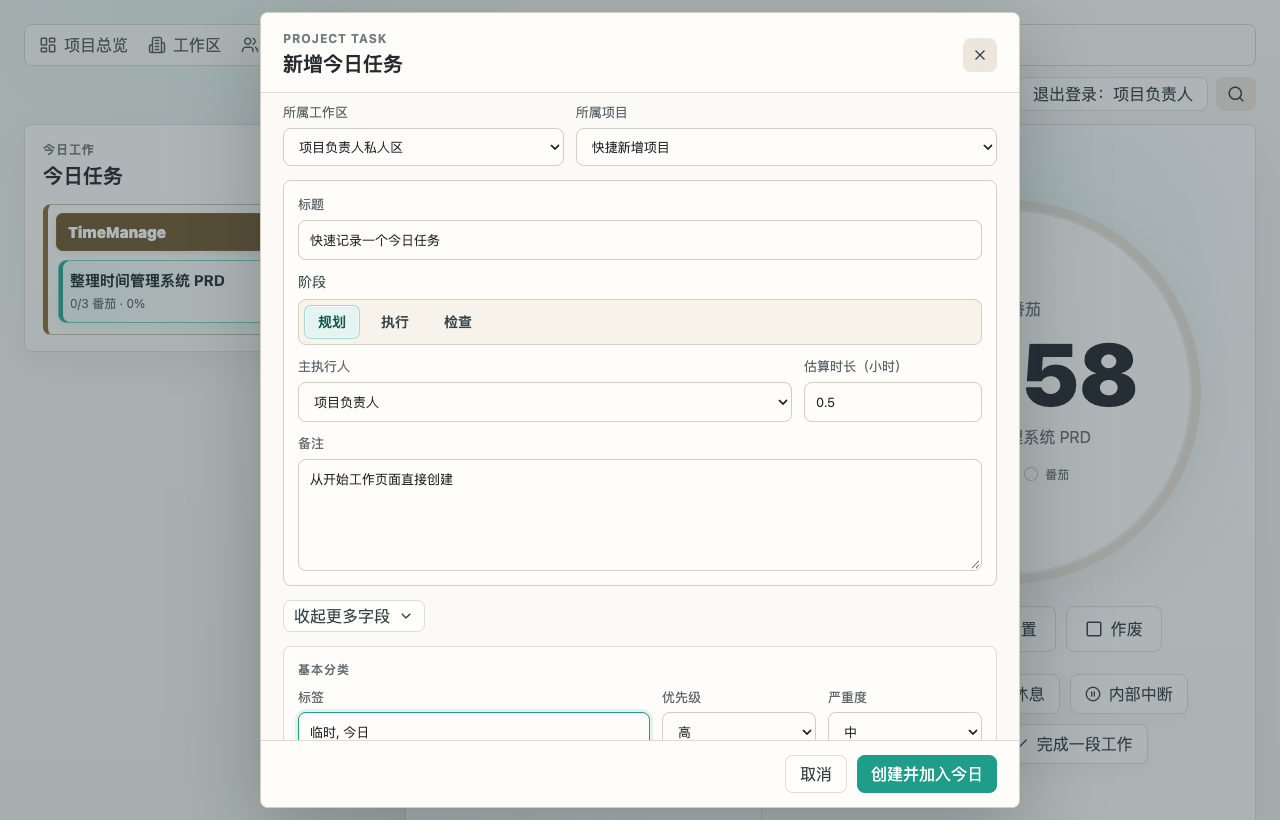 项目总览
工作区
退出登录：项目负责人
今日工作
今日任务
TimeManage
整理时间管理系统 PRD
0/3 番茄 · 0%
PROJECT TASK
新增今日任务
所属工作区
所属项目
项目负责人私人区
快捷新增项目
标题
快速记录一个今日任务
阶段
规划
执行
检查
主执行人
估算时长（小时）
项目负责人
0.5
备注
从开始工作页面直接创建
收起更多字段
基本分类
标签
优先级
严重度
临时, 今日
高
中
取消
创建并加入今日
番茄
58
系统 PRD
番茄
置
作废
休息
内部中断
完成一段工作